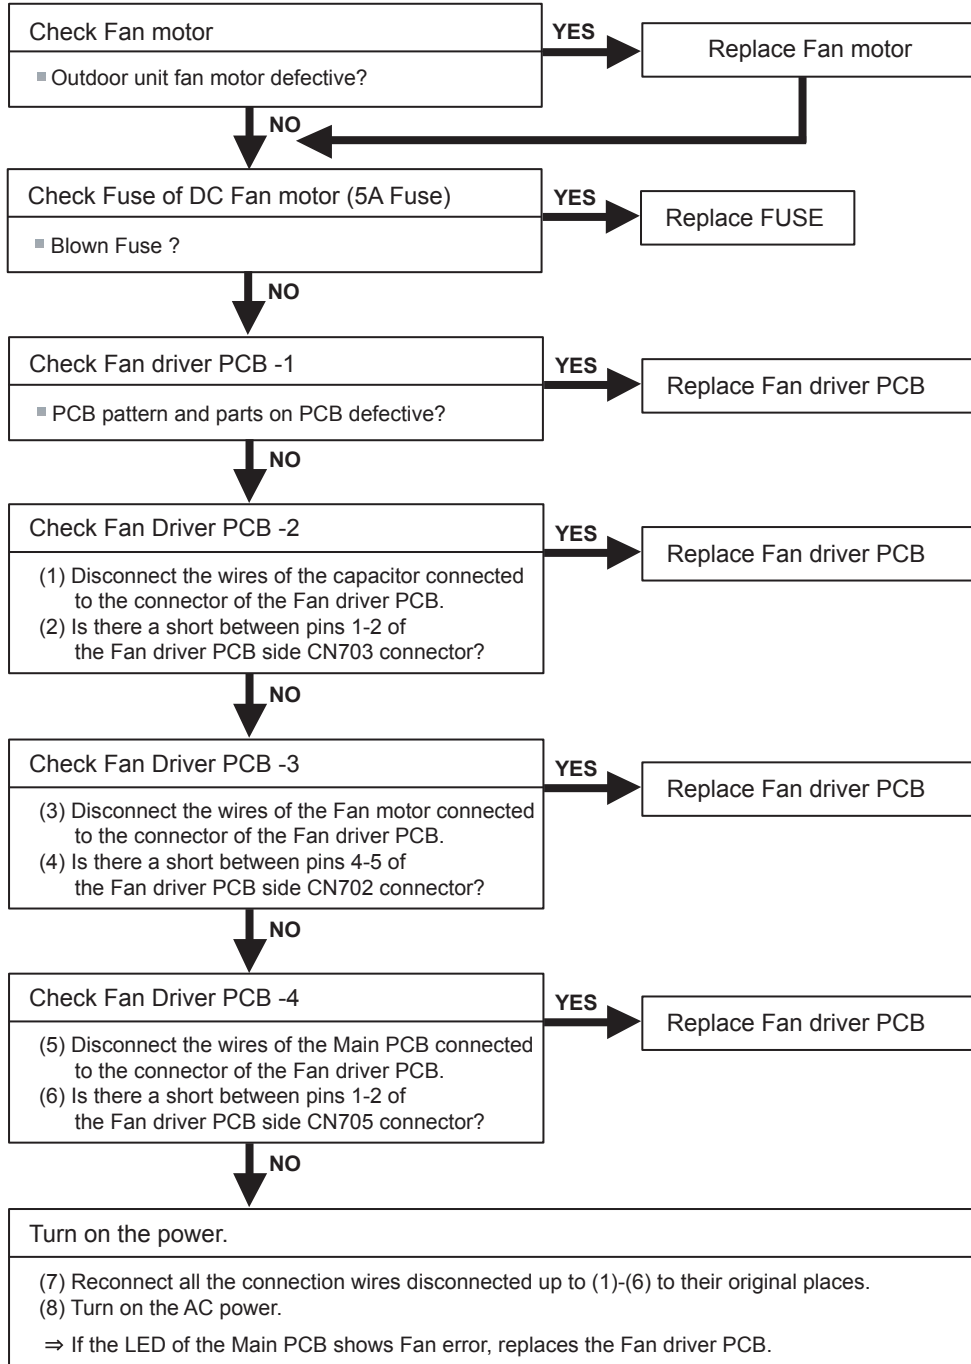 Check Fan motor
YES
Replace Fan motor
■ Outdoor unit fan motor defective?
NO
Check Fuse of DC Fan motor (5A Fuse)
YES
Replace FUSE
■ Blown Fuse ?
NO
Check Fan driver PCB -1
YES
Replace Fan driver PCB
■ PCB pattern and parts on PCB defective?
NO
Check Fan Driver PCB -2
YES
Replace Fan driver PCB
(1) Disconnect the wires of the capacitor connected
to the connector of the Fan driver PCB.
(2) Is there a short between pins 1-2 of
the Fan driver PCB side CN703 connector?
NO
Check Fan Driver PCB -3
YES
Replace Fan driver PCB
(3) Disconnect the wires of the Fan motor connected
to the connector of the Fan driver PCB.
(4) Is there a short between pins 4-5 of
the Fan driver PCB side CN702 connector?
NO
Check Fan Driver PCB -4
YES
Replace Fan driver PCB
(5) Disconnect the wires of the Main PCB connected
to the connector of the Fan driver PCB.
(6) Is there a short between pins 1-2 of
the Fan driver PCB side CN705 connector?
NO
Turn on the power.
(7) Reconnect all the connection wires disconnected up to (1)-(6) to their original places.
(8) Turn on the AC power.
⇒ If the LED of the Main PCB shows Fan error, replaces the Fan driver PCB.